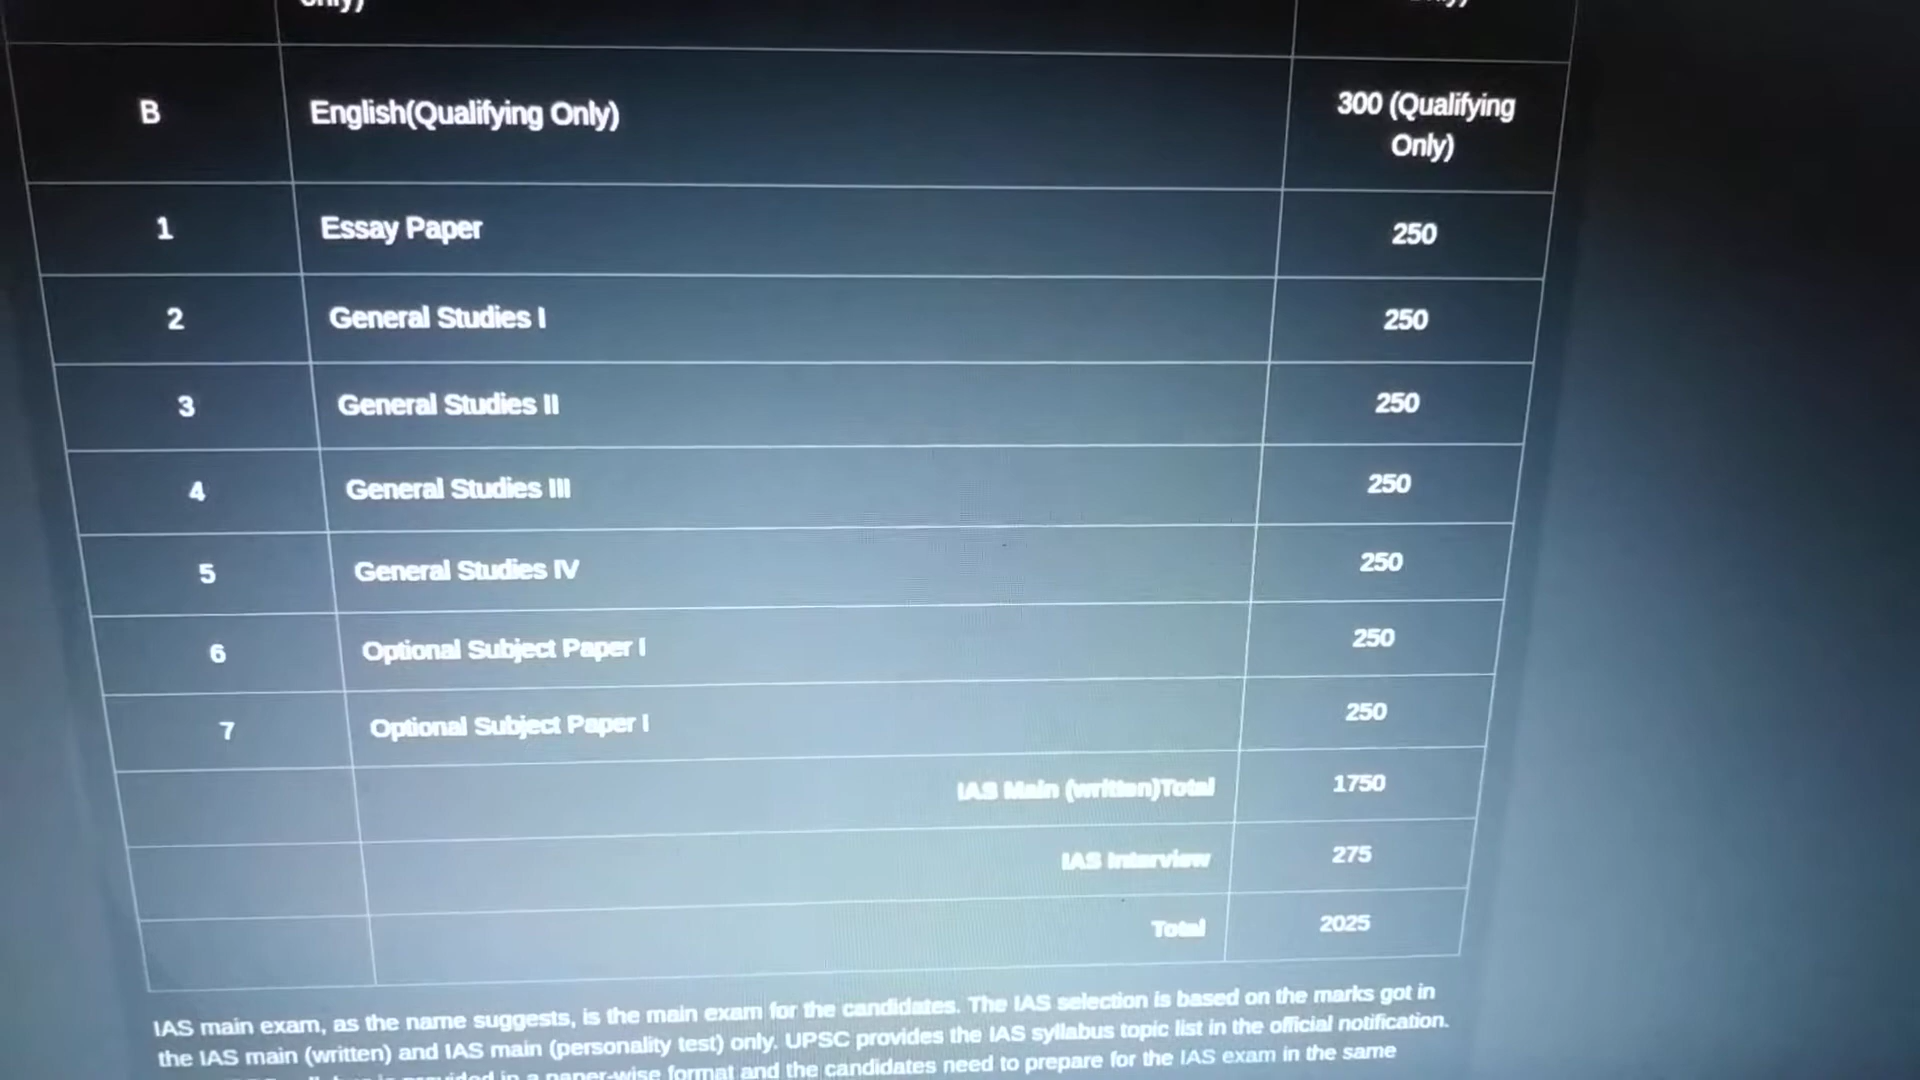 only)
B English(Qualifying Only) 300 (Qualifying
Only)
1 Essay Paper 250
2 General Studies I 250
3 General Studies II 250
4 General Studies III 250
5 General Studies IV 250
6 Optional Subject Paper I 250
7 Optional Subject Paper I 250
IAS Main (written)Total 1750
IAS Interview 275
Total 2025
IAS main exam, as the name suggests, is the main exam for the candidates. The IAS selection is based on the marks got in
the IAS main (written) and IAS main (personality test) only. UPSC provides the IAS syllabus topic list in the official notification.
in a paper-wise format and the candidates need to prepare for the IAS exam in the same